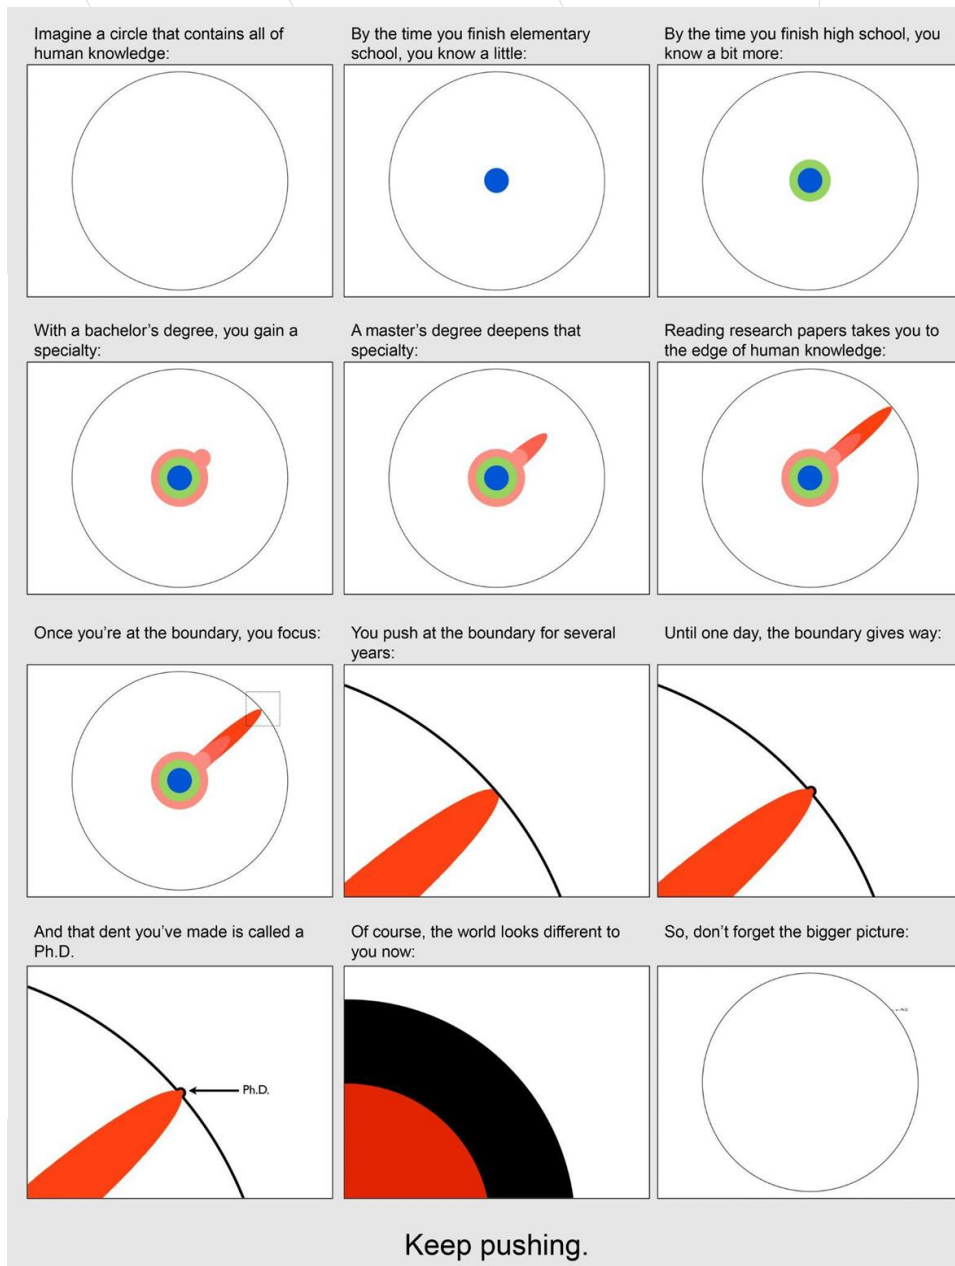 Imagine a circle that contains all of
human knowledge:
By the time you finish elementary
school, you know a little:
By the time you finish high school, you
know a bit more:
With a bachelor's degree, you gain a
specialty:
A master's degree deepens that
specialty:
Reading research papers takes you to
the edge of human knowledge:
Once you're at the boundary, you focus:
You push at the boundary for several
years:
Until one day, the boundary gives way:
And that dent you've made is called a
Ph.D.
Ph.D.
Of course, the world looks different to
you now:
So, don't forget the bigger picture:
Keep pushing.